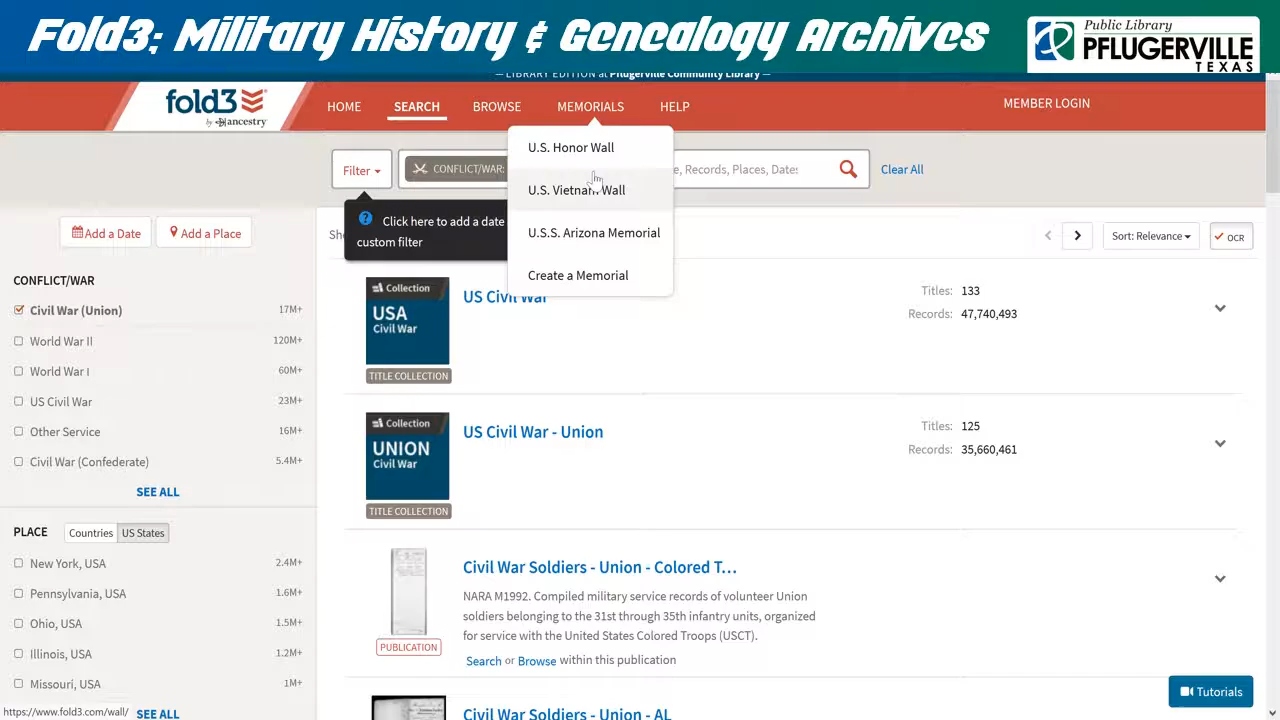 Fold3: Military History & Genealogy Archives
Public Library
PFLUGERVILLE
TEXAS
— LIBRARY EDITION at Pflugerville Community Library —
fold3
by ancestry
HOME
SEARCH
BROWSE
MEMORIALS
HELP
MEMBER LOGIN
U.S. Honor Wall
U.S. Vietnam Wall
U.S.S. Arizona Memorial
Create a Memorial
Filter
CONFLICT/WAR:
e, Records, Places, Dates
Clear All
Click here to add a date
custom filter
Add a Date
Add a Place
Sort: Relevance
OCR
CONFLICT/WAR
Civil War (Union) 17M+
World War II 120M+
World War I 60M+
US Civil War 23M+
Other Service 16M+
Civil War (Confederate) 5.4M+
SEE ALL
PLACE Countries US States
New York, USA 2.4M+
Pennsylvania, USA 1.6M+
Ohio, USA 1.5M+
Illinois, USA 1.2M+
Missouri, USA 1M+
https://www.fold3.com/wall/ SEE ALL
Collection
USA
Civil War
TITLE COLLECTION
US Civil War
Titles: 133
Records: 47,740,493
Collection
UNION
Civil War
TITLE COLLECTION
US Civil War - Union
Titles: 125
Records: 35,660,461
PUBLICATION
Civil War Soldiers - Union - Colored T...
NARA M1992. Compiled military service records of volunteer Union
soldiers belonging to the 31st through 35th infantry units, organized
for service with the United States Colored Troops (USCT).
Search or Browse within this publication
Civil War Soldiers - Union - AL
Tutorials